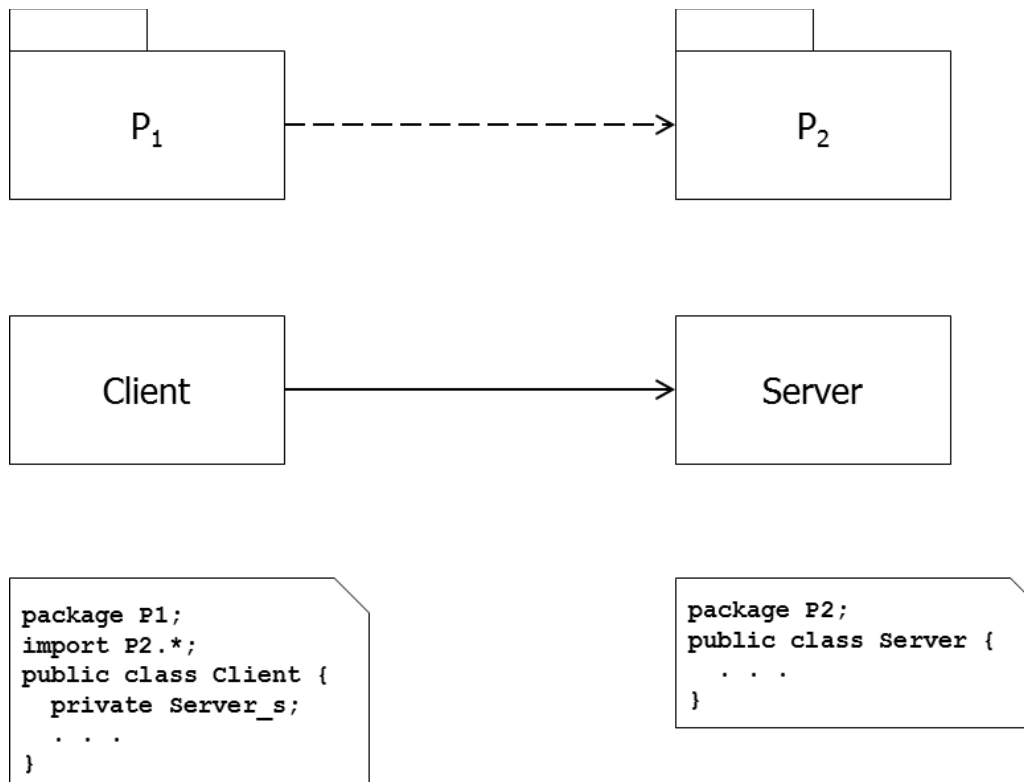 P₁
P₂
Client
Server
package P1;
import P2.*;
public class Client {
  private Server_s;
  . . .
}
package P2;
public class Server {
  . . .
}